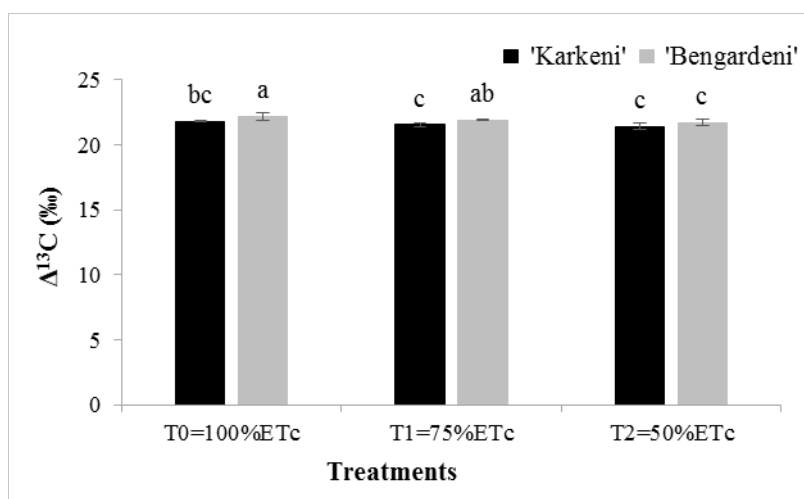 'Karkeni' 'Bengardeni'
25
20
15
10
5
0
Δ¹³C (‰)
bc a c ab c c
T0=100%ETc T1=75%ETc T2=50%ETc
Treatments